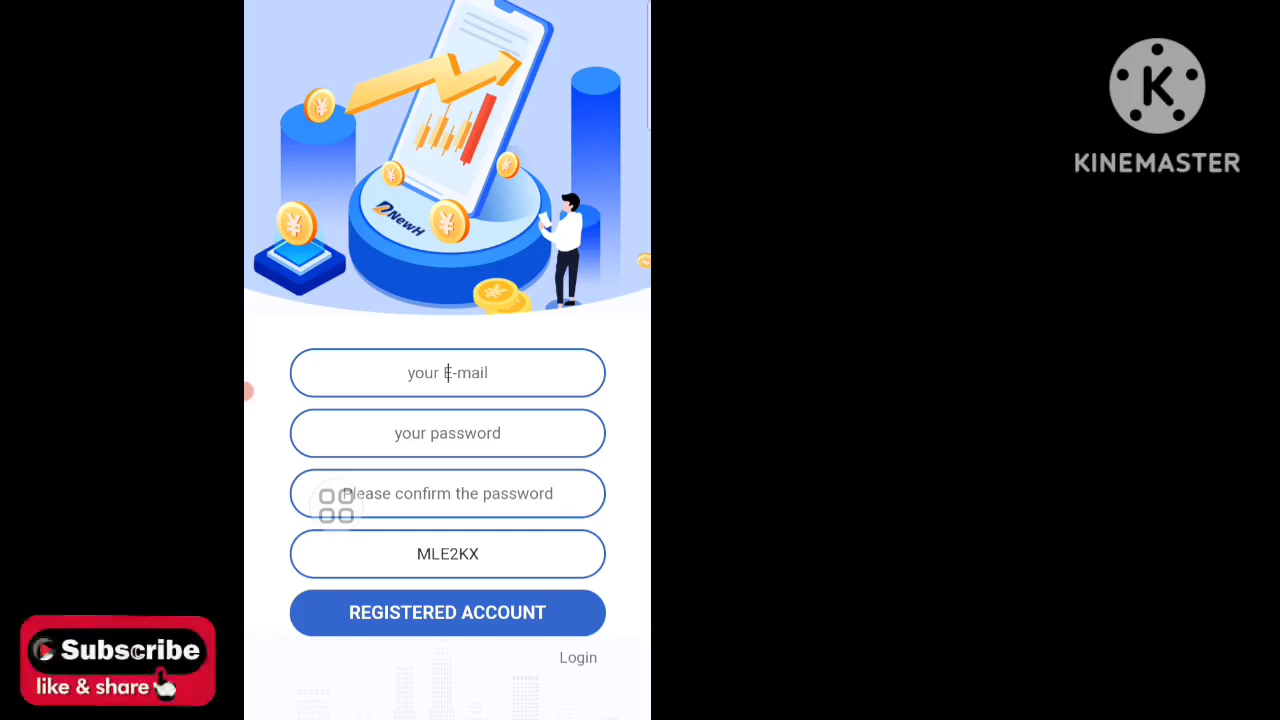 KINEMASTER
NewH
your E-mail
your password
Please confirm the password
MLE2KX
REGISTERED ACCOUNT
Login
Subscribe
like & share